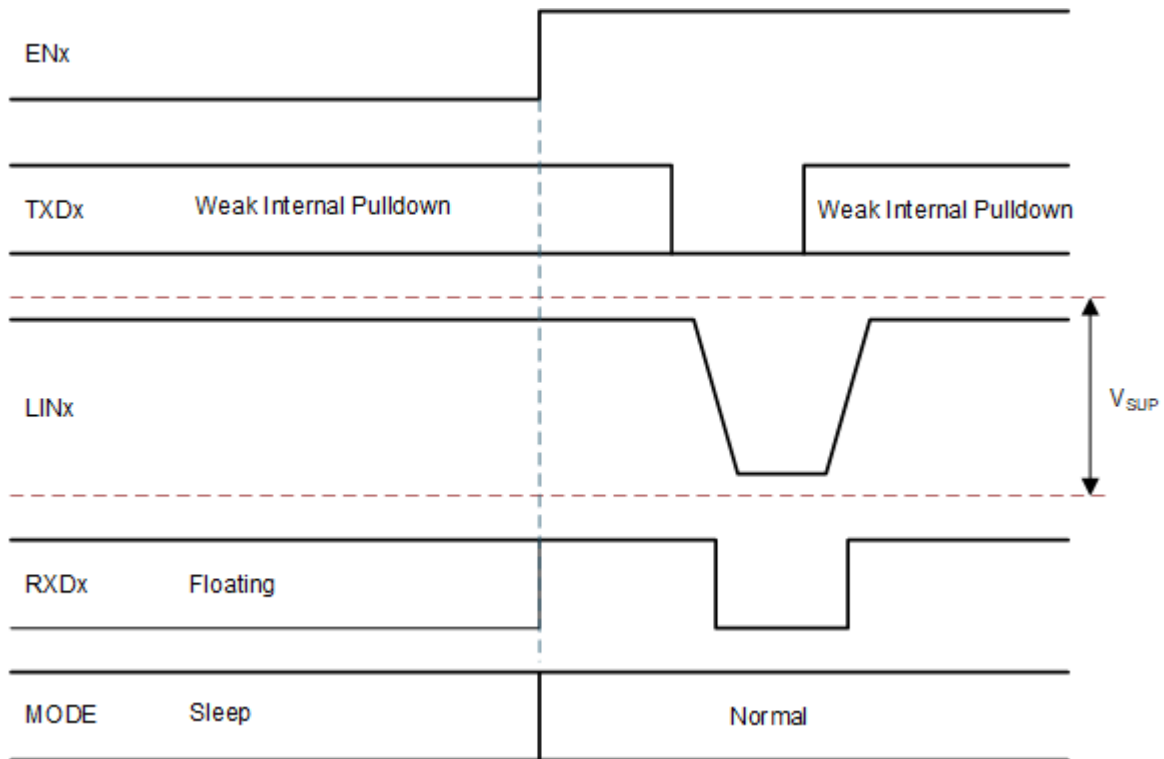 ENx
TXDx
Weak Internal Pulldown
Weak Internal Pulldown
LINx
VSUP
RXDx
Floating
MODE
Sleep
Normal